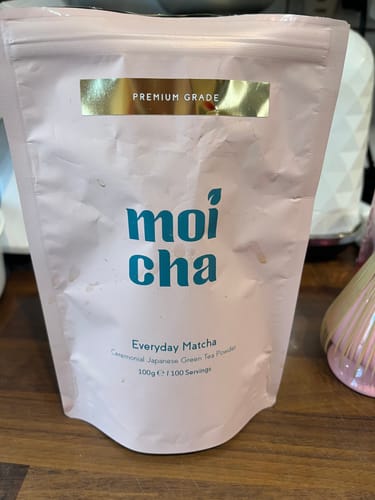 PREMIUM GRADE
moi
cha
Everyday Matcha
Ceremonial Japanese Green Tea Powder
100g ℮ / 100 Servings